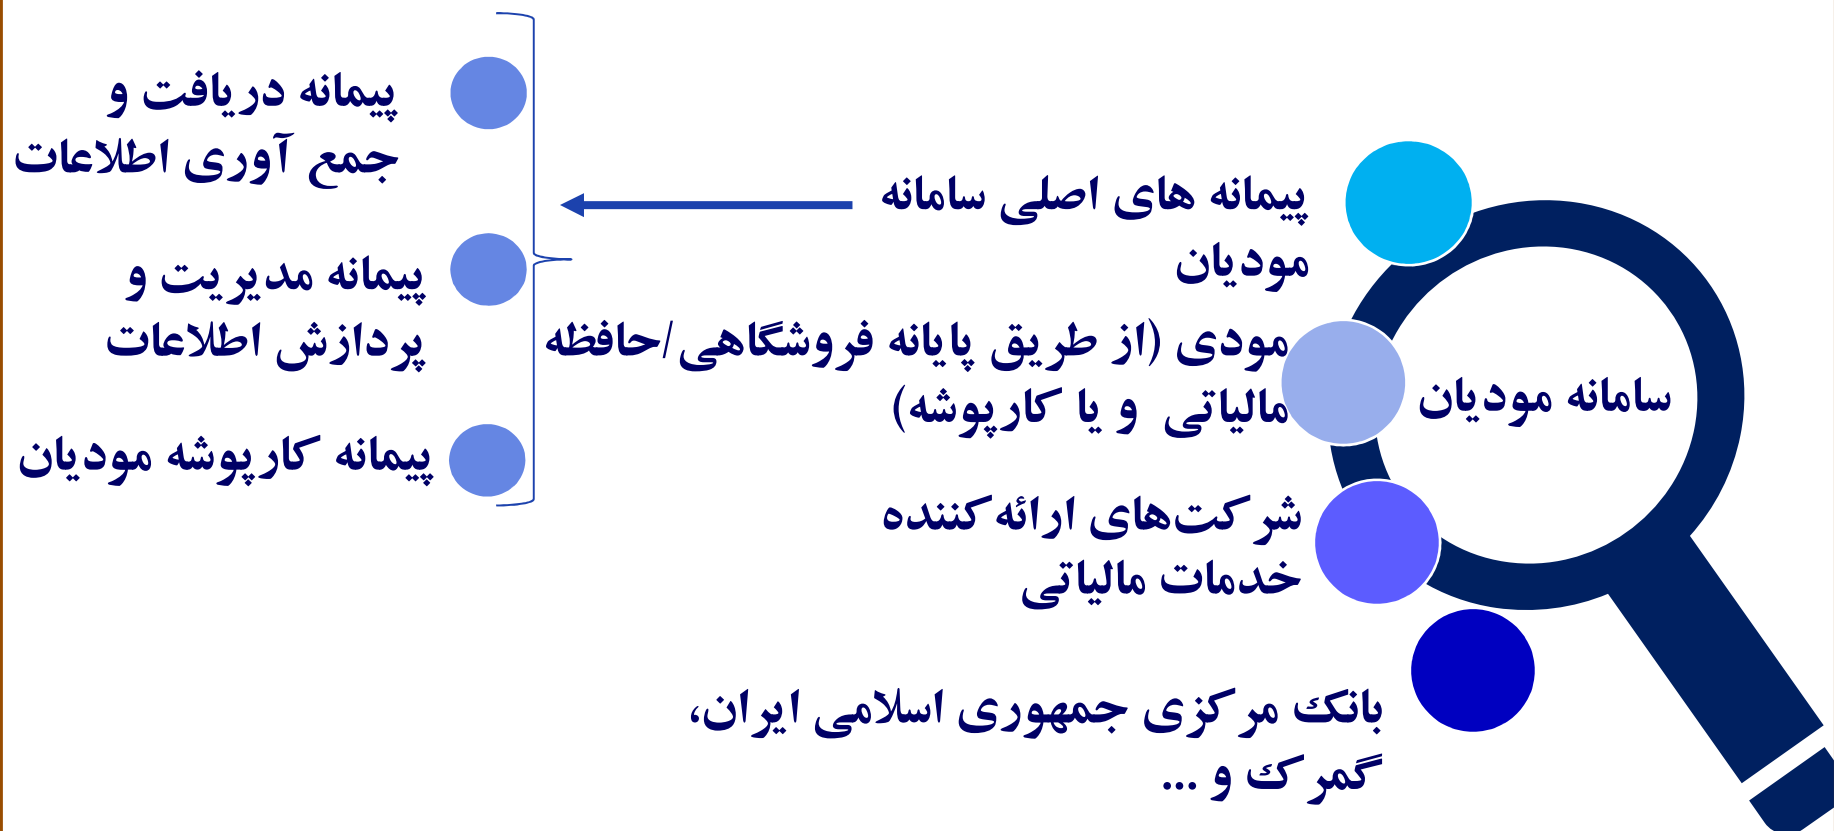 سامانه مودیان
پیمانه های اصلی سامانه
مودیان
مودی (از طریق پایانه فروشگاهی/حافظه
مالیاتی و یا کارپوشه)
شرکت‌های ارائه کننده
خدمات مالیاتی
بانک مرکزی جمهوری اسلامی ایران،
گمرک و ...
پیمانه دریافت و
جمع آوری اطلاعات
پیمانه مدیریت و
پردازش اطلاعات
پیمانه کارپوشه مودیان